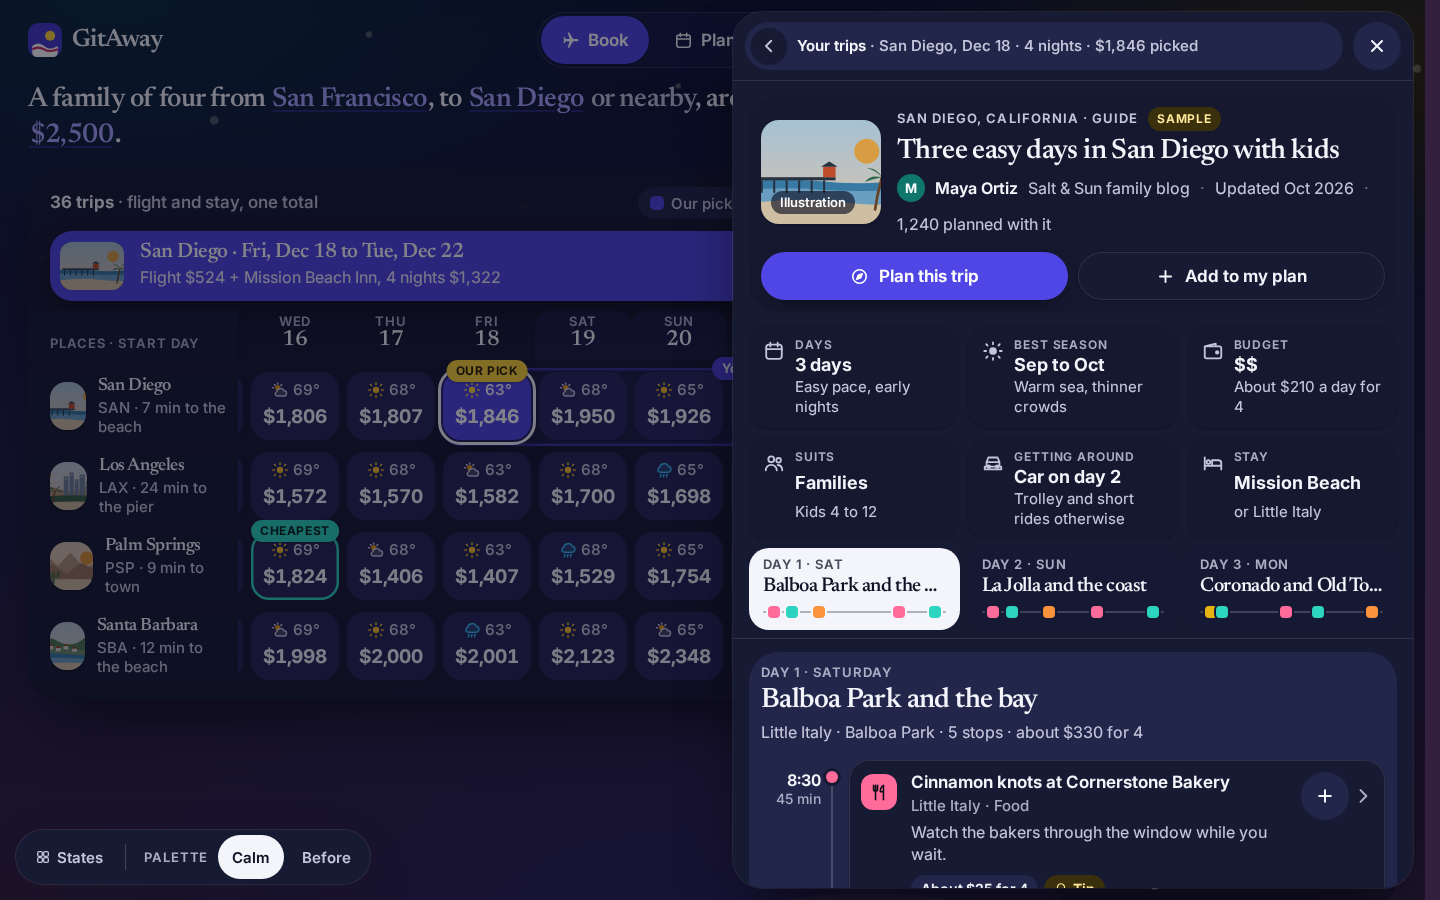 GitAway
Book
Plan
A family of four from San Francisco, to San Diego or nearby, are
$2,500.
36 trips · flight and stay, one total
Our pick
San Diego · Fri, Dec 18 to Tue, Dec 22
Flight $524 + Mission Beach Inn, 4 nights $1,322
PLACES · START DAY
WED 16
THU 17
FRI 18
SAT 19
SUN 20
OUR PICK
San Diego
SAN · 7 min to the beach
69° $1,806
68° $1,807
63° $1,846
68° $1,950
65° $1,926
Los Angeles
LAX · 24 min to the pier
69° $1,572
68° $1,570
63° $1,582
68° $1,700
65° $1,698
CHEAPEST
Palm Springs
PSP · 9 min to town
69° $1,824
68° $1,406
63° $1,407
68° $1,529
65° $1,754
Santa Barbara
SBA · 12 min to the beach
69° $1,998
68° $2,000
63° $2,001
68° $2,123
65° $2,348
States
PALETTE
Calm
Before
Your trips · San Diego, Dec 18 · 4 nights · $1,846 picked
SAN DIEGO, CALIFORNIA · GUIDE SAMPLE
Three easy days in San Diego with kids
Illustration
M Maya Ortiz Salt & Sun family blog · Updated Oct 2026 ·
1,240 planned with it
Plan this trip
Add to my plan
DAYS
3 days
Easy pace, early
nights
BEST SEASON
Sep to Oct
Warm sea, thinner
crowds
BUDGET
$$
About $210 a day for
4
SUITS
Families
Kids 4 to 12
GETTING AROUND
Car on day 2
Trolley and short
rides otherwise
STAY
Mission Beach
or Little Italy
DAY 1 · SAT
Balboa Park and the ...
DAY 2 · SUN
La Jolla and the coast
DAY 3 · MON
Coronado and Old To...
DAY 1 · SATURDAY
Balboa Park and the bay
Little Italy · Balboa Park · 5 stops · about $330 for 4
8:30
45 min
Cinnamon knots at Cornerstone Bakery
Little Italy · Food
Watch the bakers through the window while you
wait.
About $25 for 4
Tip